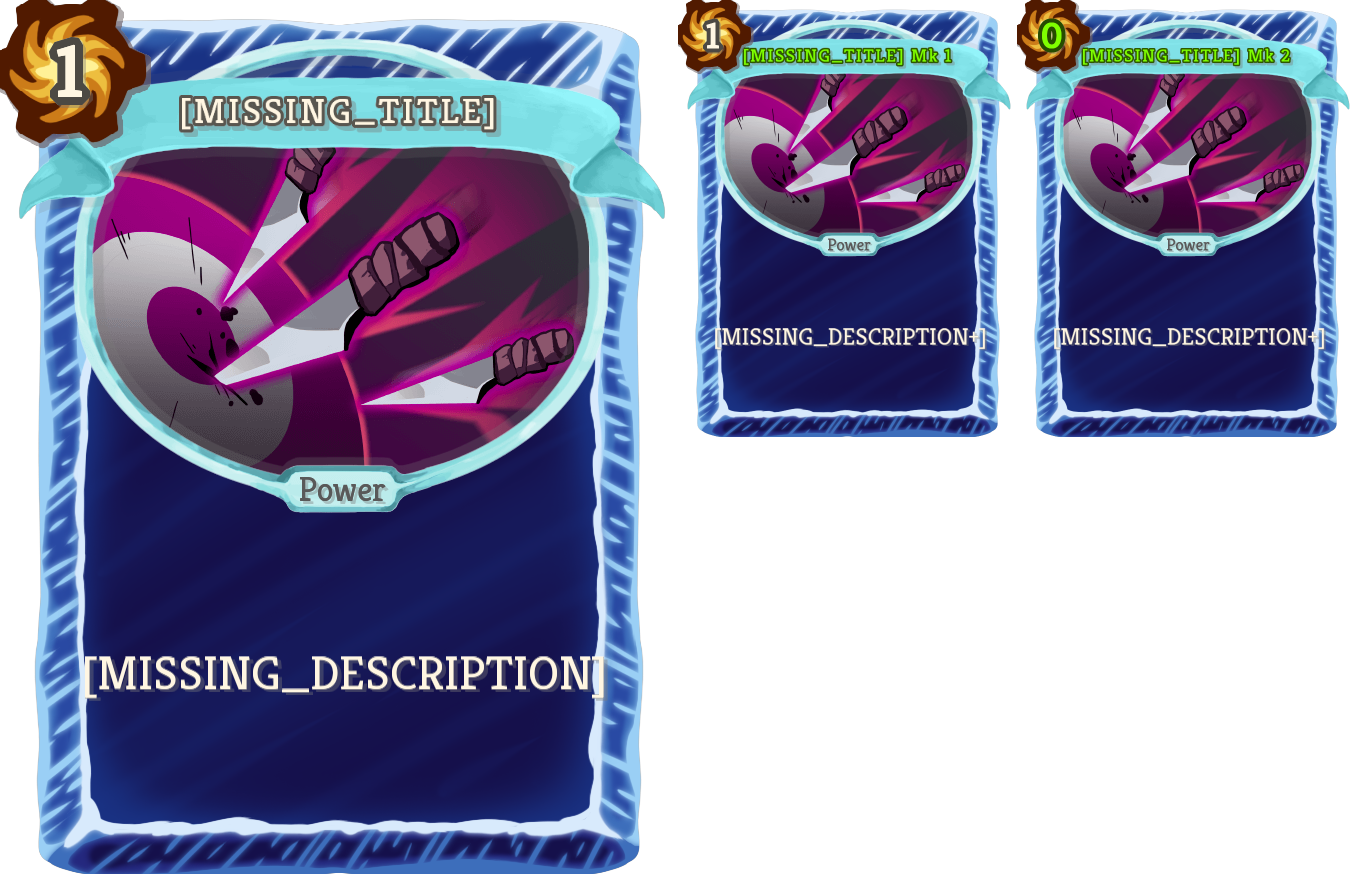 1
[MISSING_TITLE]
Power
[MISSING_DESCRIPTION]
1
[MISSING_TITLE] Mk 1
Power
[MISSING_DESCRIPTION+]
0
[MISSING_TITLE] Mk 2
Power
[MISSING_DESCRIPTION+]